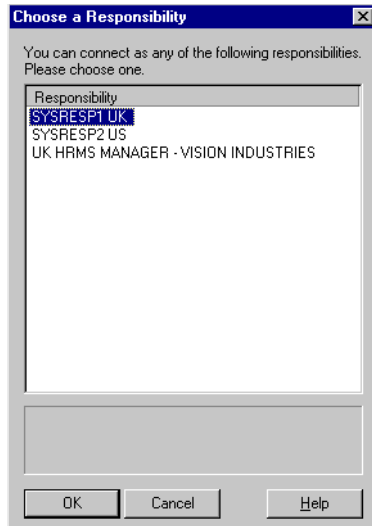 Choose a Responsibility
You can connect as any of the following responsibilities.
Please choose one.
Responsibility
SYSRESP1 UK
SYSRESP2 US
UK HRMS MANAGER - VISION INDUSTRIES
OK Cancel Help